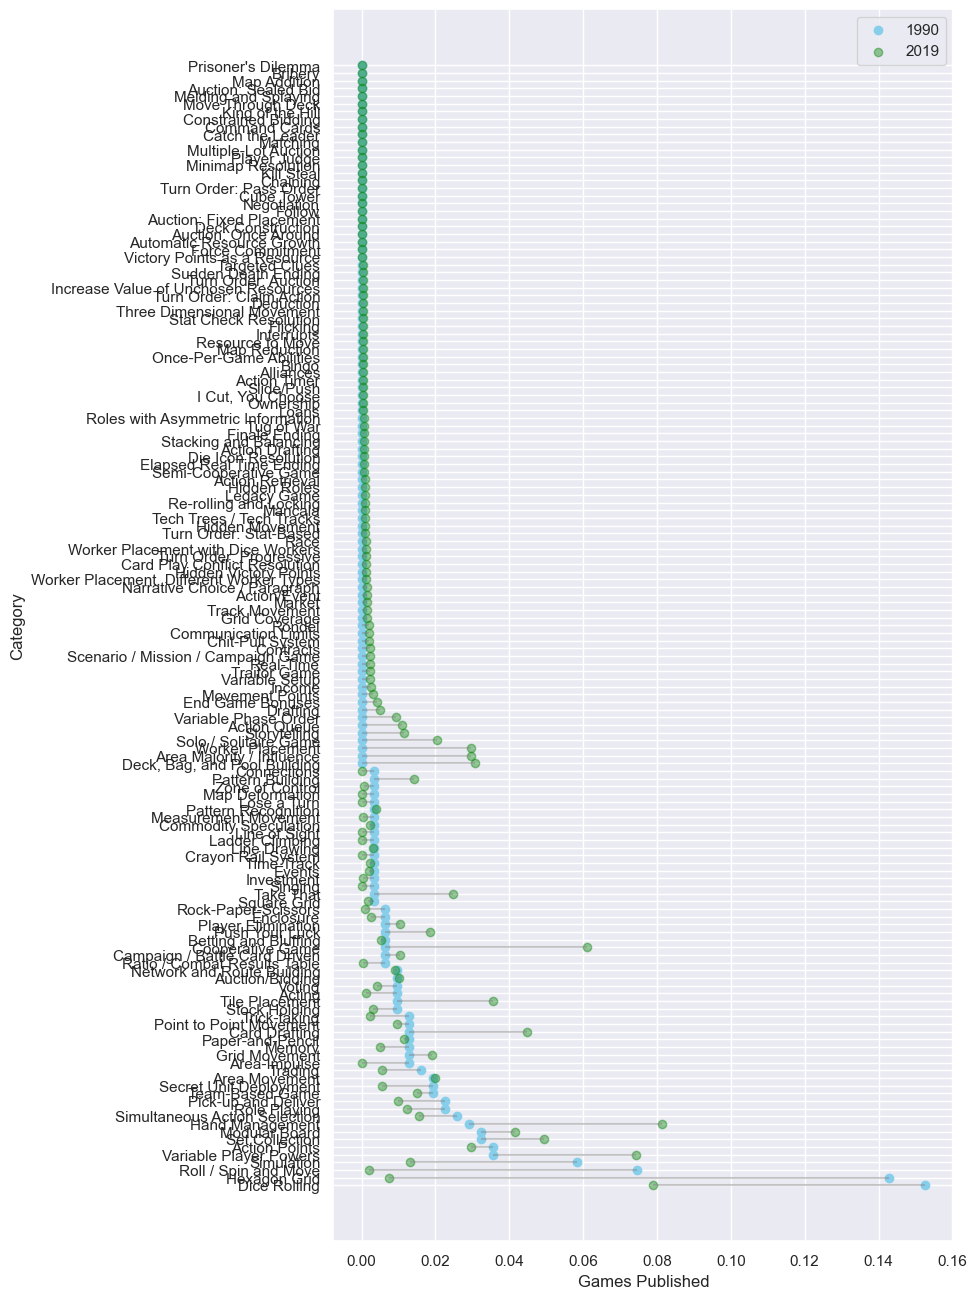 1990
2019
Prisoner's Dilemma
Bribery
Map Addition
Auction: Sealed Bid
Melding and Splaying
Move Through Deck
King of the Hill
Constrained Bidding
Command Cards
Catch the Leader
Matching
Multiple-Lot Auction
Player Judge
Minimap Resolution
Kill Steal
Chaining
Turn Order: Pass Order
Cube Tower
Negotiation
Follow
Auction: Fixed Placement
Deck Construction
Auction: Once Around
Automatic Resource Growth
Force Commitment
Victory Points as a Resource
Targeted Clues
Sudden Death Ending
Turn Order: Auction
Increase Value of Unchosen Resources
Turn Order: Claim Action
Deduction
Three Dimensional Movement
Stat Check Resolution
Flicking
Interrupts
Resource to Move
Map Reduction
Once-Per-Game Abilities
Bingo
Alliances
Action Timer
Slide/Push
I Cut, You Choose
Ownership
Loans
Roles with Asymmetric Information
Tug of War
Finale Ending
Stacking and Balancing
Action Drafting
Die Icon Resolution
Elapsed Real Time Ending
Semi-Cooperative Game
Action Retrieval
Hidden Roles
Legacy Game
Re-rolling and Locking
Mancala
Tech Trees / Tech Tracks
Hidden Movement
Turn Order: Stat-Based
Race
Worker Placement with Dice Workers
Turn Order: Progressive
Card Play Conflict Resolution
Hidden Victory Points
Worker Placement, Different Worker Types
Narrative Choice / Paragraph
Action/Event
Market
Track Movement
Grid Coverage
Rondel
Communication Limits
Chit-Pull System
Contracts
Scenario / Mission / Campaign Game
Real-Time
Traitor Game
Variable Setup
Income
Movement Points
End Game Bonuses
Drafting
Variable Phase Order
Action Queue
Storytelling
Solo / Solitaire Game
Worker Placement
Area Majority / Influence
Deck, Bag, and Pool Building
Connections
Pattern Building
Zone of Control
Map Deformation
Lose a Turn
Pattern Recognition
Measurement Movement
Commodity Speculation
Line of Sight
Ladder Climbing
Line Drawing
Crayon Rail System
Time Track
Events
Investment
Singing
Take That
Square Grid
Rock-Paper-Scissors
Enclosure
Player Elimination
Push Your Luck
Betting and Bluffing
Cooperative Game
Campaign / Battle Card Driven
Ratio / Combat Results Table
Network and Route Building
Auction/Bidding
Voting
Acting
Tile Placement
Stock Holding
Trick-taking
Point to Point Movement
Card Drafting
Paper-and-Pencil
Memory
Grid Movement
Area-Impulse
Trading
Area Movement
Secret Unit Deployment
Team-Based Game
Pick-up and Deliver
Role Playing
Simultaneous Action Selection
Hand Management
Modular Board
Set Collection
Action Points
Variable Player Powers
Simulation
Roll / Spin and Move
Hexagon Grid
Dice Rolling
Category
0.00 0.02 0.04 0.06 0.08 0.10 0.12 0.14 0.16
Games Published